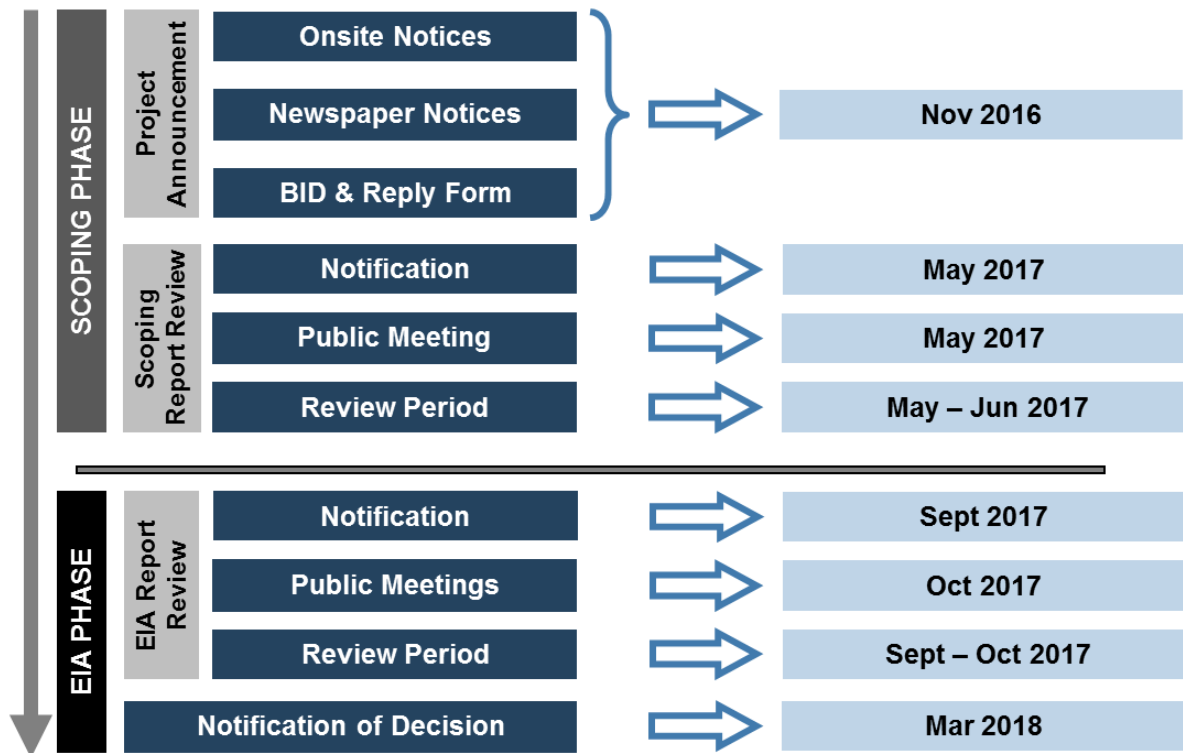 SCOPING PHASE
Project
Announcement
Onsite Notices
Newspaper Notices
BID & Reply Form
Nov 2016
Scoping
Report Review
Notification
May 2017
Public Meeting
May 2017
Review Period
May – Jun 2017
EIA PHASE
EIA Report
Review
Notification
Sept 2017
Public Meetings
Oct 2017
Review Period
Sept – Oct 2017
Notification of Decision
Mar 2018